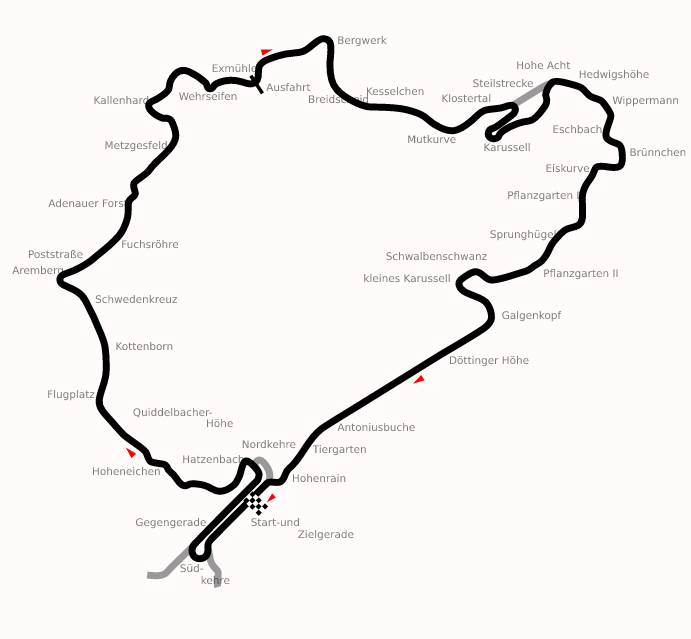 Bergwerk
Exmühle
Hohe Acht
Hedwigshöhe
Ausfahrt
Steilstrecke
Kesselchen
Wehrseifen
Breidscheid
Klostertal
Kallenhard
Wippermann
Eschbach
Mutkurve
Metzgesfeld
Karussell
Brünnchen
Eiskurve
Pflanzgarten I
Adenauer Forst
Sprunghügel
Fuchsröhre
Poststraße
Schwalbenschwanz
Aremberg
Pflanzgarten II
kleines Karussell
Schwedenkreuz
Galgenkopf
Kottenborn
Döttinger Höhe
Flugplatz
Quiddelbacher-
Höhe
Antoniusbuche
Nordkehre
Tiergarten
Hatzenbach
Hoheneichen
Hohenrain
Gegengerade
Start-und
Zielgerade
Süd-
kehre